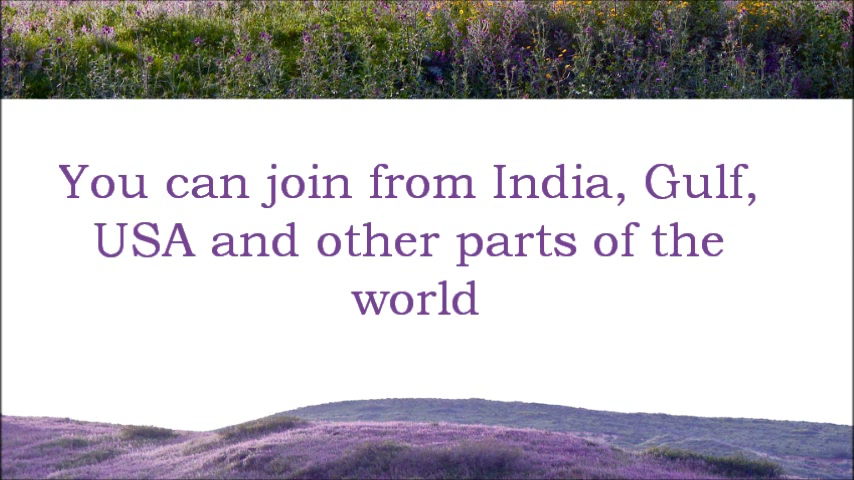 You can join from India, Gulf,
USA and other parts of the
world